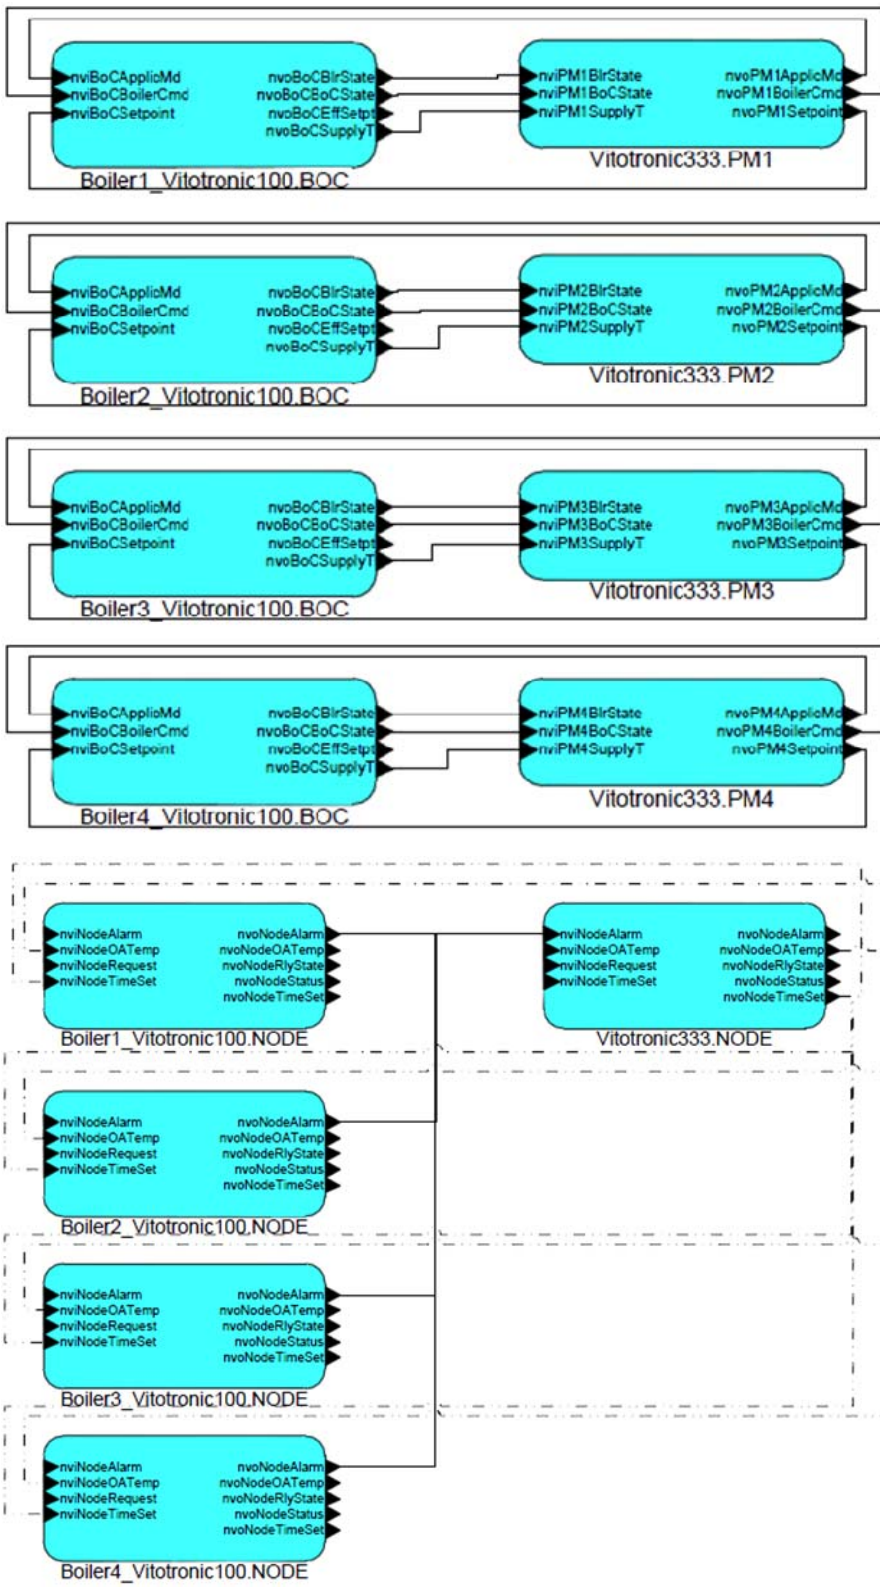 nviBoCApplicMd nvoBoCBlrState nviPM1BlrState nvoPM1ApplicMd
nviBoCBoilerCmd nvoBoCBoCState nviPM1BoCState nvoPM1BoilerCmd
nviBoCSetpoint nvoBoCEffSetpt nviPM1SupplyT nvoPM1Setpoint
nvoBoCSupplyT
Boiler1_Vitotronic100.BOC Vitotronic333.PM1
nviBoCApplicMd nvoBoCBlrState nviPM2BlrState nvoPM2ApplicMd
nviBoCBoilerCmd nvoBoCBoCState nviPM2BoCState nvoPM2BoilerCmd
nviBoCSetpoint nvoBoCEffSetpt nviPM2SupplyT nvoPM2Setpoint
nvoBoCSupplyT
Boiler2_Vitotronic100.BOC Vitotronic333.PM2
nviBoCApplicMd nvoBoCBlrState nviPM3BlrState nvoPM3ApplicMd
nviBoCBoilerCmd nvoBoCBoCState nviPM3BoCState nvoPM3BoilerCmd
nviBoCSetpoint nvoBoCEffSetpt nviPM3SupplyT nvoPM3Setpoint
nvoBoCSupplyT
Boiler3_Vitotronic100.BOC Vitotronic333.PM3
nviBoCApplicMd nvoBoCBlrState nviPM4BlrState nvoPM4ApplicMd
nviBoCBoilerCmd nvoBoCBoCState nviPM4BoCState nvoPM4BoilerCmd
nviBoCSetpoint nvoBoCEffSetpt nviPM4SupplyT nvoPM4Setpoint
nvoBoCSupplyT
Boiler4_Vitotronic100.BOC Vitotronic333.PM4
nviNodeAlarm nvoNodeAlarm nviNodeAlarm nvoNodeAlarm
nviNodeOATemp nvoNodeOATemp nviNodeOATemp nvoNodeOATemp
nviNodeRequest nvoNodeRlyState nviNodeRequest nvoNodeRlyState
nviNodeTimeSet nvoNodeStatus nviNodeTimeSet nvoNodeStatus
nvoNodeTimeSet nvoNodeTimeSet
Boiler1_Vitotronic100.NODE Vitotronic333.NODE
nviNodeAlarm nvoNodeAlarm
nviNodeOATemp nvoNodeOATemp
nviNodeRequest nvoNodeRlyState
nviNodeTimeSet nvoNodeStatus
nvoNodeTimeSet
Boiler2_Vitotronic100.NODE
nviNodeAlarm nvoNodeAlarm
nviNodeOATemp nvoNodeOATemp
nviNodeRequest nvoNodeRlyState
nviNodeTimeSet nvoNodeStatus
nvoNodeTimeSet
Boiler3_Vitotronic100.NODE
nviNodeAlarm nvoNodeAlarm
nviNodeOATemp nvoNodeOATemp
nviNodeRequest nvoNodeRlyState
nviNodeTimeSet nvoNodeStatus
nvoNodeTimeSet
Boiler4_Vitotronic100.NODE